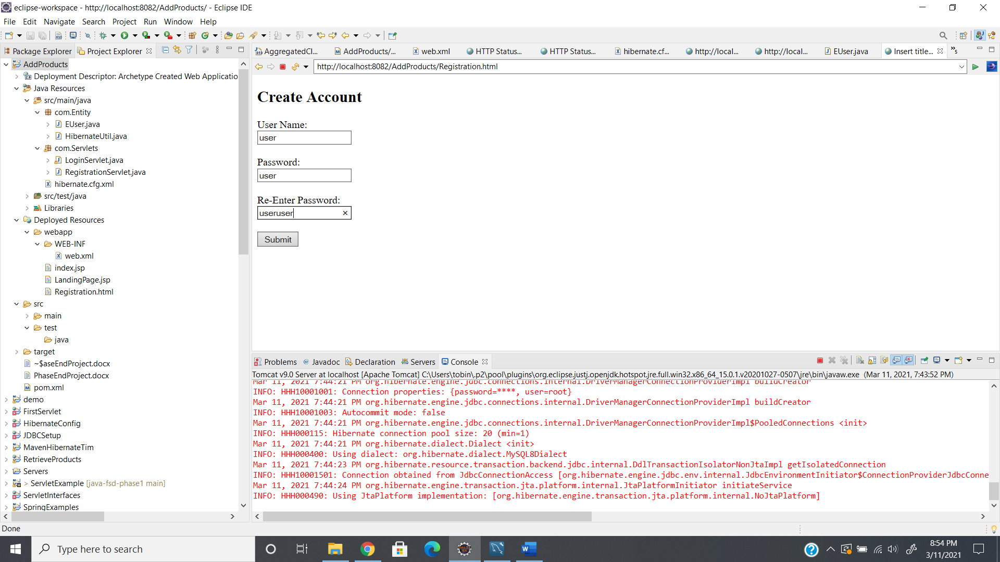 eclipse-workspace - http://localhost:8082/AddProducts/ - Eclipse IDE
File Edit Navigate Search Project Run Window Help
Package Explorer Project Explorer
AddProducts
Deployment Descriptor: Archetype Created Web Applicatio
Java Resources
src/main/java
com.Entity
EUser.java
HibernateUtil.java
com.Servlets
LoginServlet.java
RegistrationServlet.java
hibernate.cfg.xml
src/test/java
Libraries
Deployed Resources
webapp
WEB-INF
web.xml
index.jsp
LandingPage.jsp
Registration.html
src
main
test
java
target
~$aseEndProject.docx
PhaseEndProject.docx
pom.xml
demo
FirstServlet
HibernateConfig
JDBCSetup
MavenHibernateTim
RetrieveProducts
Servers
> ServletExample [java-fsd-phase1 main]
ServletInterfaces
SpringExamples
AggregatedCl... AddProducts/... web.xml HTTP Status... HTTP Status... hibernate.cf... http://local... http://local... EUser.java Insert title... »5
http://localhost:8082/AddProducts/Registration.html
Create Account
User Name:
user
Password:
user
Re-Enter Password:
useruser
Submit
Problems @ Javadoc Declaration Servers Console
Tomcat v9.0 Server at localhost [Apache Tomcat] C:\Users\tobin\.p2\pool\plugins\org.eclipse.justj.openjdk.hotspot.jre.full.win32.x86_64_15.0.1.v20201027-0507\jre\bin\javaw.exe (Mar 11, 2021, 7:43:52 PM)
Mar 11, 2021 7:44:21 PM org.hibernate.engine.jdbc.connections.internal.DriverManagerConnectionProviderImpl buildCreator
INFO: HHH10001001: Connection properties: {password=****, user=root}
Mar 11, 2021 7:44:21 PM org.hibernate.engine.jdbc.connections.internal.DriverManagerConnectionProviderImpl buildCreator
INFO: HHH10001003: Autocommit mode: false
Mar 11, 2021 7:44:21 PM org.hibernate.engine.jdbc.connections.internal.DriverManagerConnectionProviderImpl$PooledConnections <init>
INFO: HHH000115: Hibernate connection pool size: 20 (min=1)
Mar 11, 2021 7:44:21 PM org.hibernate.dialect.Dialect <init>
INFO: HHH000400: Using dialect: org.hibernate.dialect.MySQL8Dialect
Mar 11, 2021 7:44:23 PM org.hibernate.resource.transaction.backend.jdbc.internal.DdlTransactionIsolatorNonJtaImpl getIsolatedConnection
INFO: HHH10001501: Connection obtained from JdbcConnectionAccess [org.hibernate.engine.jdbc.env.internal.JdbcEnvironmentInitiator$ConnectionProviderJdbcConne
Mar 11, 2021 7:44:24 PM org.hibernate.engine.transaction.jta.platform.internal.JtaPlatformInitiator initiateService
INFO: HHH000490: Using JtaPlatform implementation: [org.hibernate.engine.transaction.jta.platform.internal.NoJtaPlatform]
Done
Type here to search
8:54 PM
3/11/2021